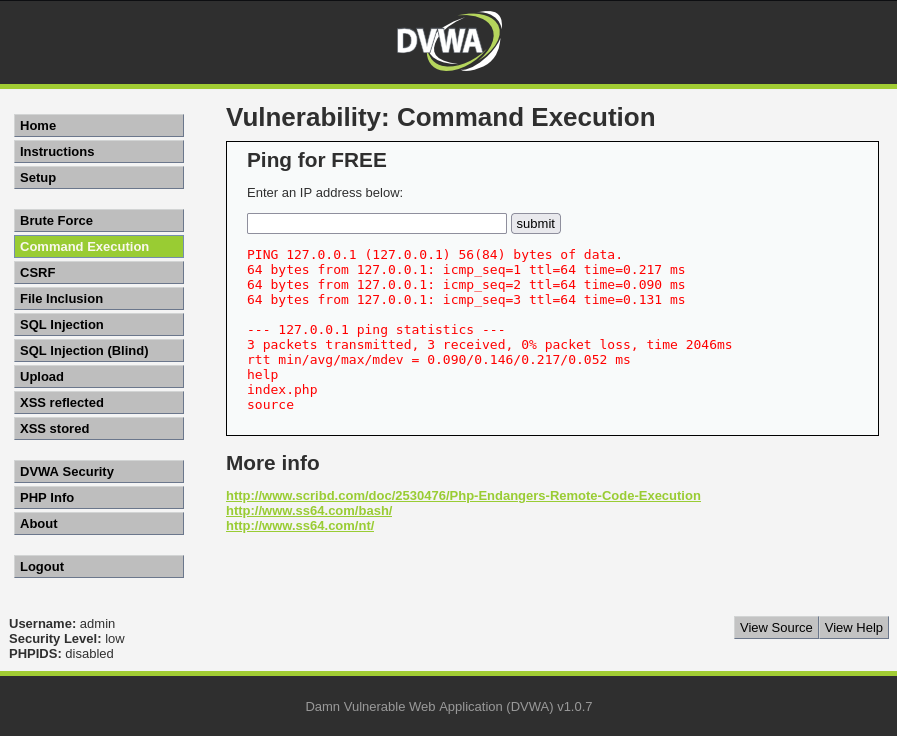 DVWA
Home
Instructions
Setup
Brute Force
Command Execution
CSRF
File Inclusion
SQL Injection
SQL Injection (Blind)
Upload
XSS reflected
XSS stored
DVWA Security
PHP Info
About
Logout
Vulnerability: Command Execution
Ping for FREE
Enter an IP address below:
submit
PING 127.0.0.1 (127.0.0.1) 56(84) bytes of data.
64 bytes from 127.0.0.1: icmp_seq=1 ttl=64 time=0.217 ms
64 bytes from 127.0.0.1: icmp_seq=2 ttl=64 time=0.090 ms
64 bytes from 127.0.0.1: icmp_seq=3 ttl=64 time=0.131 ms
--- 127.0.0.1 ping statistics ---
3 packets transmitted, 3 received, 0% packet loss, time 2046ms
rtt min/avg/max/mdev = 0.090/0.146/0.217/0.052 ms
help
index.php
source
More info
http://www.scribd.com/doc/2530476/Php-Endangers-Remote-Code-Execution
http://www.ss64.com/bash/
http://www.ss64.com/nt/
Username: admin
Security Level: low
PHPIDS: disabled
View Source View Help
Damn Vulnerable Web Application (DVWA) v1.0.7